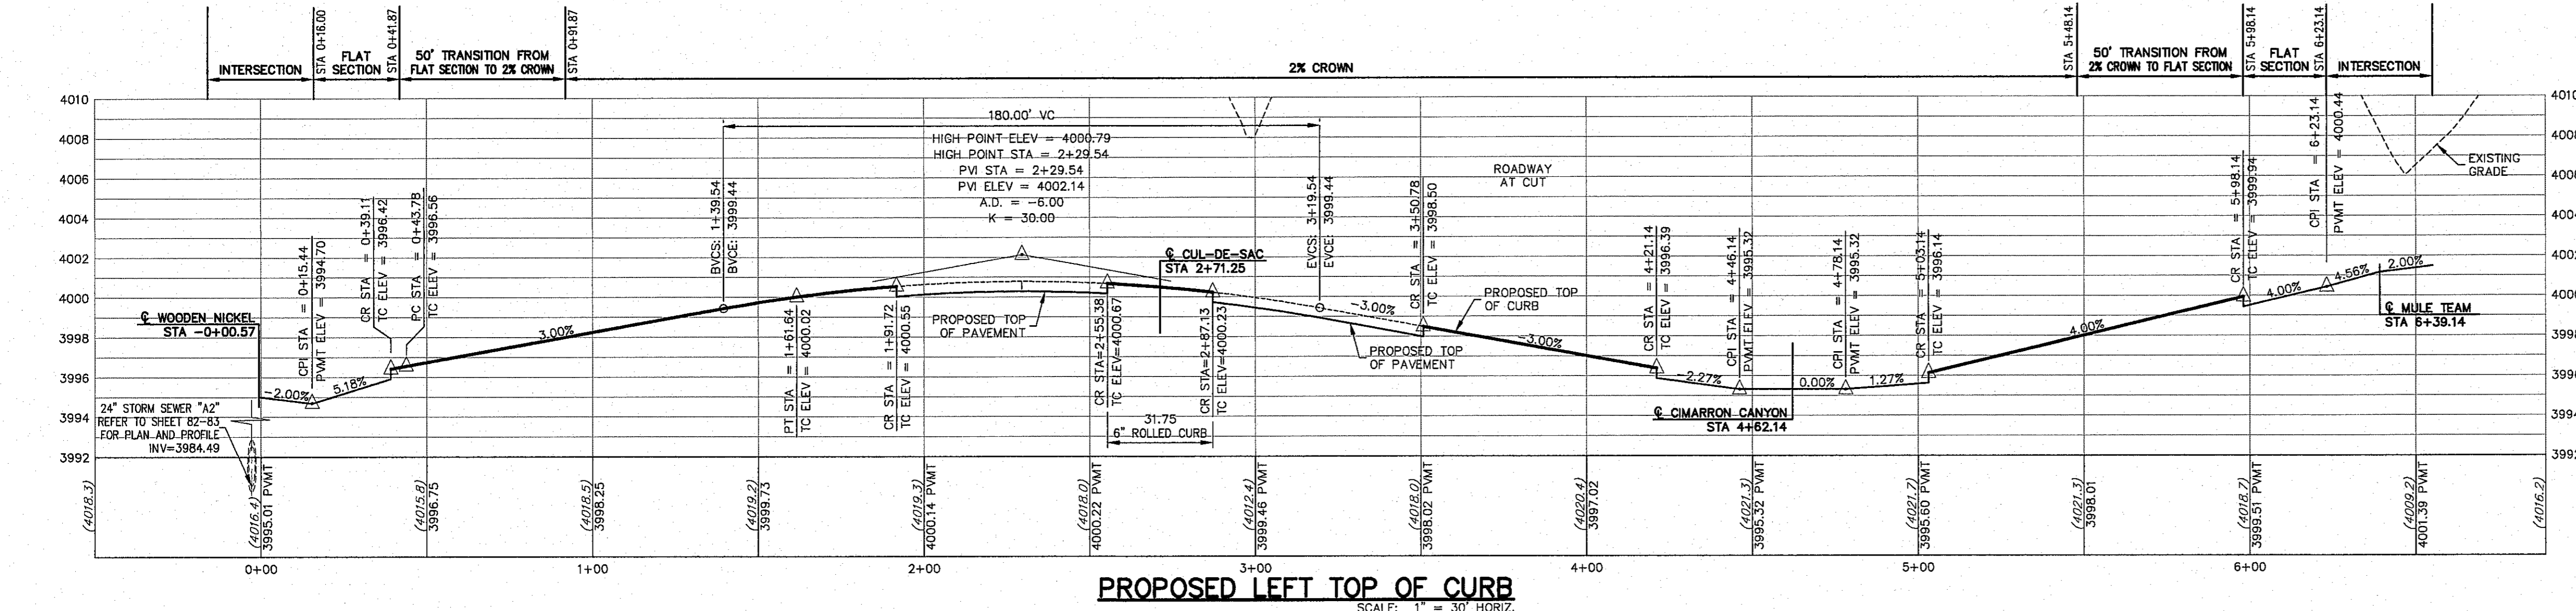 STA 0+16.00
STA 0+41.87
STA 0+91.87
STA 5+48.14
STA 5+98.14
STA 6+23.14
INTERSECTION
FLAT
SECTION
50' TRANSITION FROM
FLAT SECTION TO 2% CROWN
2% CROWN
50' TRANSITION FROM
2% CROWN TO FLAT SECTION
FLAT
SECTION
INTERSECTION
4010
4008
4006
4004
4002
4000
3998
3996
3994
3992
180.00' VC
HIGH POINT ELEV = 4000.79
HIGH POINT STA = 2+29.54
PVI STA = 2+29.54
PVI ELEV = 4002.14
A.D. = -6.00
K = 30.00
ROADWAY
AT CUT
EXISTING
GRADE
℄ WOODEN NICKEL
STA -0+00.57
CPI STA = 0+15.44
PVMT ELEV = 3994.70
CR STA = 0+39.11
TC ELEV = 3996.42
PC STA = 0+43.78
TC ELEV = 3996.56
-2.00%
5.18%
3.00%
24" STORM SEWER "A2"
REFER TO SHEET 82-83
FOR PLAN AND PROFILE
INV=3984.49
BVCS: 1+39.54
BVCE: 3999.44
PT STA = 1+61.64
TC ELEV = 4000.02
CR STA = 1+91.72
TC ELEV = 4000.55
PROPOSED TOP
OF PAVEMENT
CR STA=2+55.38
TC ELEV=4000.67
℄ CUL-DE-SAC
STA 2+71.25
CR STA=2+87.13
TC ELEV=4000.23
31.75
6" ROLLED CURB
EVCS: 3+19.54
EVCE: 3999.44
-3.00%
PROPOSED TOP
OF PAVEMENT
CR STA = 3+50.78
TC ELEV = 3998.50
PROPOSED TOP
OF CURB
-3.00%
CR STA = 4+21.14
TC ELEV = 3996.39
-2.27%
CPI STA = 4+46.14
PVMT ELEV = 3995.32
℄ CIMARRON CANYON
STA 4+62.14
0.00%
CPI STA = 4+78.14
PVMT ELEV = 3995.32
1.27%
CR STA = 5+03.14
TC ELEV = 3996.14
4.00%
CR STA = 5+98.14
TC ELEV = 3999.94
4.00%
CPI STA = 6+23.14
PVMT ELEV = 4000.44
4.56%
2.00%
℄ MULE TEAM
STA 6+39.14
4010
4008
4006
4004
4002
4000
3998
3996
3994
3992
(4018.3)
(4016.4)
3995.01 PVMT
(4015.8)
3996.75
(4018.5)
3998.25
(4019.2)
3999.73
(4019.3)
4000.14 PVMT
(4018.0)
4000.22 PVMT
(4012.4)
3999.46 PVMT
(4018.0)
3998.02 PVMT
(4020.4)
3997.02
(4021.3)
3995.32 PVMT
(4021.7)
3995.60 PVMT
(4021.3)
3998.01
(4018.7)
3999.51 PVMT
(4009.2)
4001.39 PVMT
(4016.2)
0+00
1+00
2+00
3+00
4+00
5+00
6+00
PROPOSED LEFT TOP OF CURB
SCALE: 1" = 30' HORIZ.